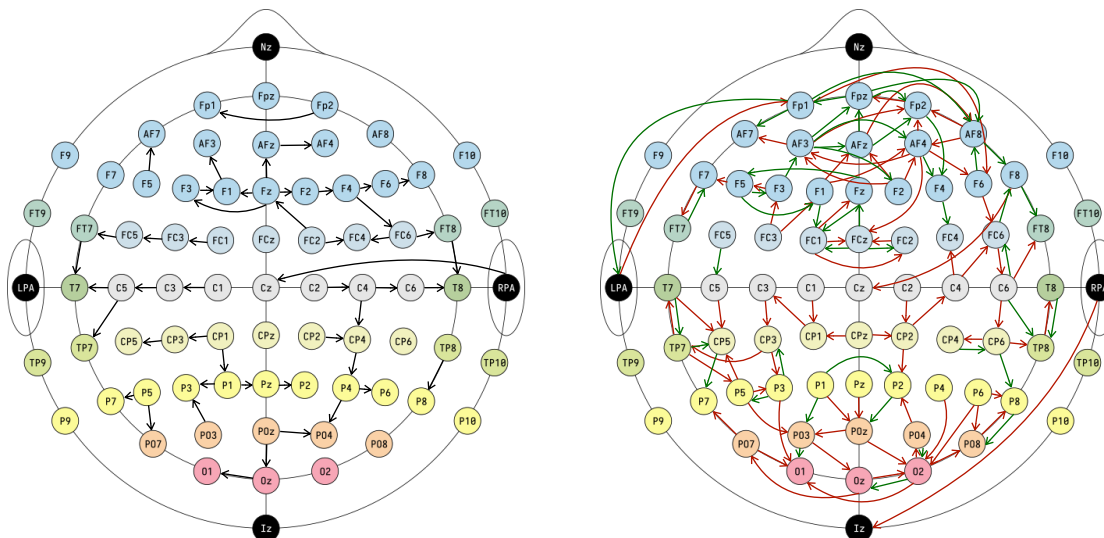 Nz
Fp1 Fpz Fp2
AF7 AF3 AFz AF4 AF8
F9 F7 F5 F3 F1 Fz F2 F4 F6 F8 F10
FT9 FT7 FC5 FC3 FC1 FCz FC2 FC4 FC6 FT8 FT10
LPA T7 C5 C3 C1 Cz C2 C4 C6 T8 RPA
TP9 TP7 CP5 CP3 CP1 CPz CP2 CP4 CP6 TP8 TP10
P9 P7 P5 P3 P1 Pz P2 P4 P6 P8 P10
PO7 PO3 POz PO4 PO8
O1 Oz O2
Iz
Nz
Fp1 Fpz Fp2
AF7 AF3 AFz AF4 AF8
F9 F7 F5 F3 F1 Fz F2 F4 F6 F8 F10
FT9 FT7 FC5 FC3 FC1 FCz FC2 FC4 FC6 FT8 FT10
LPA T7 C5 C3 C1 Cz C2 C4 C6 T8 RPA
TP9 TP7 CP5 CP3 CP1 CPz CP2 CP4 CP6 TP8 TP10
P9 P7 P5 P3 P1 Pz P2 P4 P6 P8 P10
PO7 PO3 POz PO4 PO8
O1 Oz O2
Iz